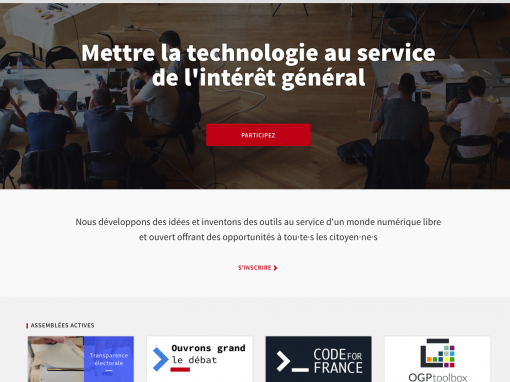 Mettre la technologie au service
de l'intérêt général
PARTICIPEZ
Nous développons des idées et inventons des outils au service d'un monde numérique libre
et ouvert offrant des opportunités à tou·te·s les citoyen·ne·s
S'INSCRIRE
ASSEMBLÉES ACTIVES
Transparence
électorale
Ouvrons grand
le débat
CODE FOR
FRANCE
OGPtoolbox